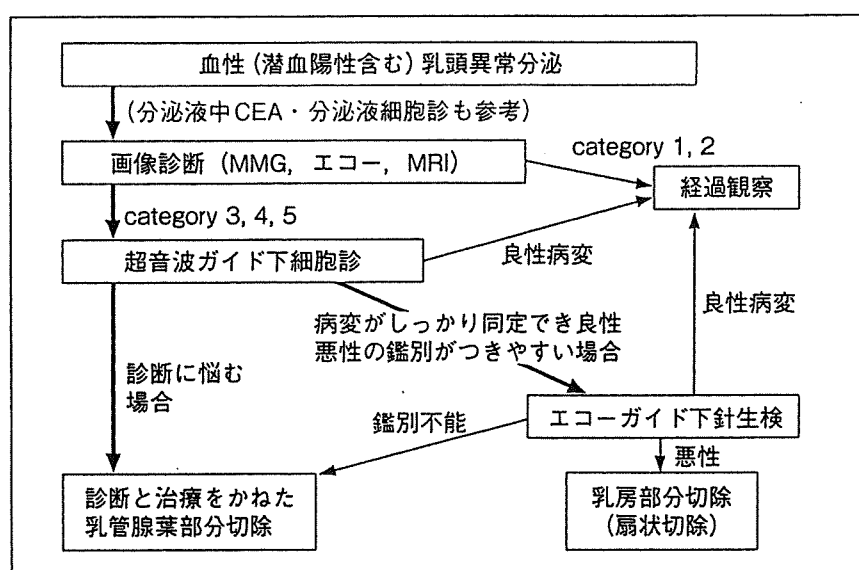 血性（潜血陽性含む）乳頭異常分泌
（分泌液中CEA・分泌液細胞診も参考）
画像診断（MMG, エコー, MRI）
category 1, 2
経過観察
category 3, 4, 5
超音波ガイド下細胞診
良性病変
病変がしっかり同定でき良性
悪性の鑑別がつきやすい場合
良性病変
診断に悩む
場合
鑑別不能
エコーガイド下針生検
悪性
診断と治療をかねた
乳管腺葉部分切除
乳房部分切除
（扇状切除）